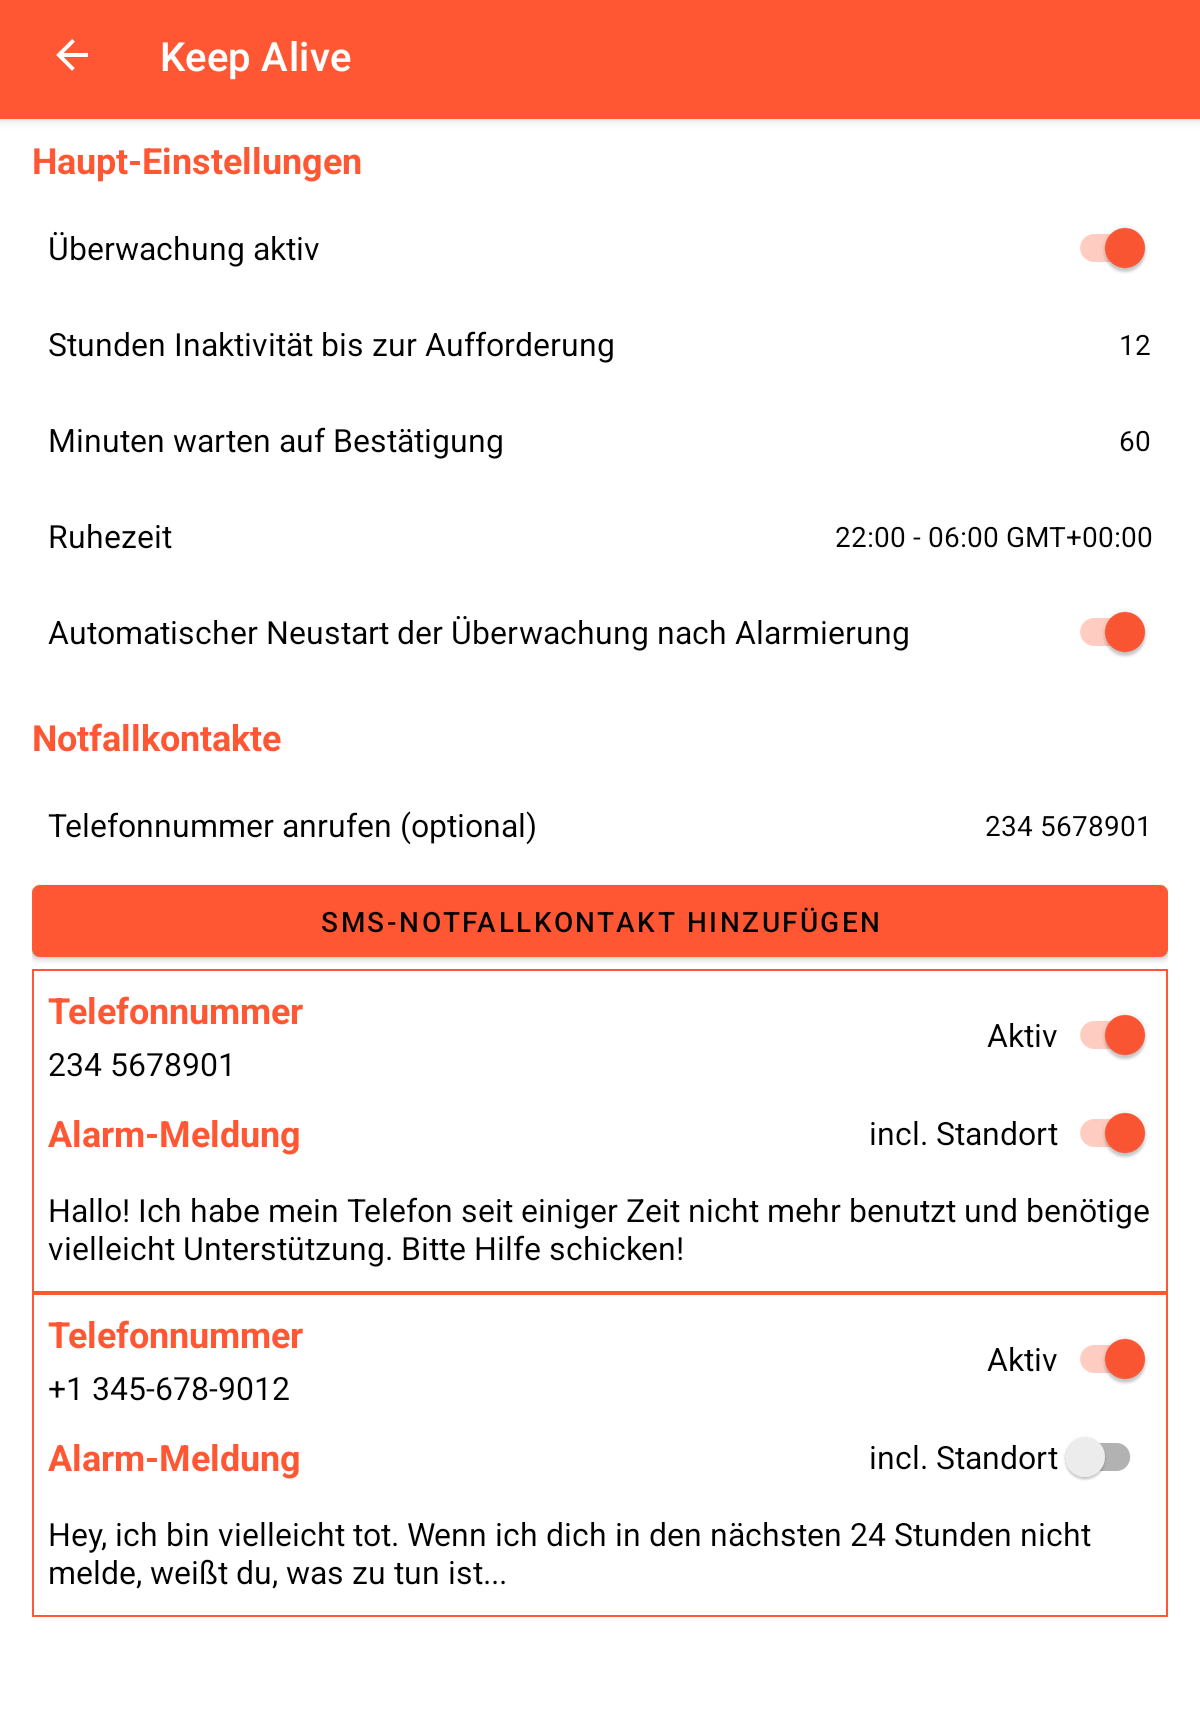 Keep Alive
Haupt-Einstellungen
Überwachung aktiv
Stunden Inaktivität bis zur Aufforderung 12
Minuten warten auf Bestätigung 60
Ruhezeit 22:00 - 06:00 GMT+00:00
Automatischer Neustart der Überwachung nach Alarmierung
Notfallkontakte
Telefonnummer anrufen (optional) 234 5678901
SMS-NOTFALLKONTAKT HINZUFÜGEN
Telefonnummer
Aktiv
234 5678901
Alarm-Meldung incl. Standort
Hallo! Ich habe mein Telefon seit einiger Zeit nicht mehr benutzt und benötige
vielleicht Unterstützung. Bitte Hilfe schicken!
Telefonnummer
Aktiv
+1 345-678-9012
Alarm-Meldung incl. Standort
Hey, ich bin vielleicht tot. Wenn ich dich in den nächsten 24 Stunden nicht
melde, weißt du, was zu tun ist...